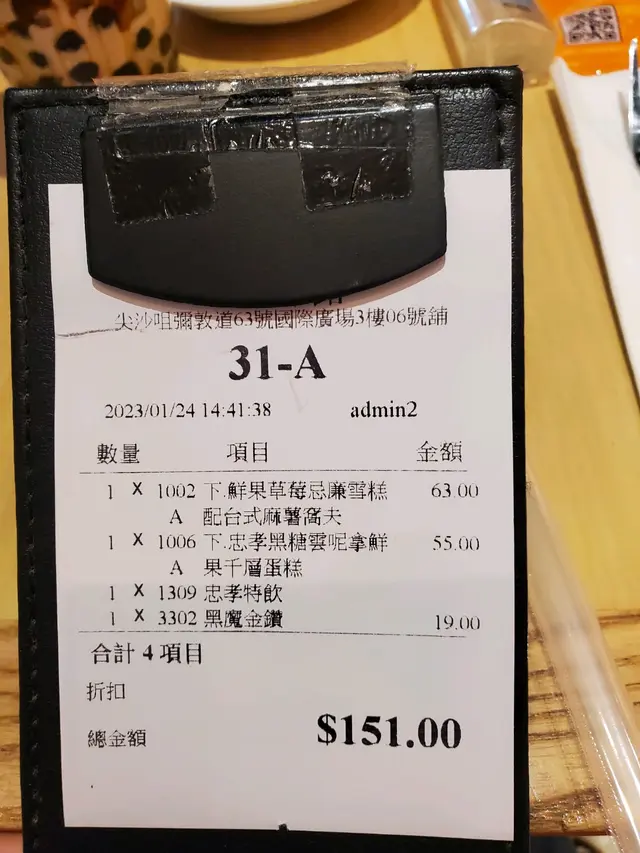 尖沙咀彌敦道63號國際廣場3樓06號舖
31-A
2023/01/24 14:41:38 admin2
數量 項目 金額
1 X 1002 下.鮮果草莓忌廉雪糕 63.00
A 配台式麻薯窩夫
1 X 1006 下.忠孝黑糖雲呢拿鮮 55.00
A 果千層蛋糕
1 X 1309 忠孝特飲
1 X 3302 黑魔金鑽 19.00
合計 4 項目
折扣
總金額 $151.00